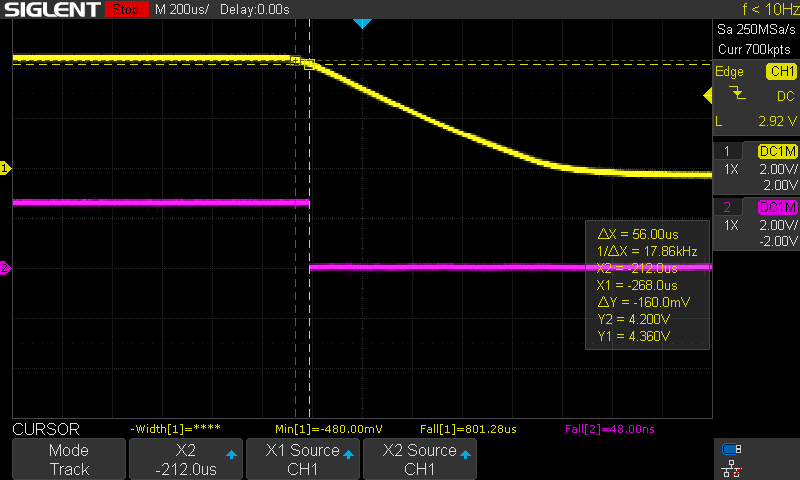 SIGLENT Stop M 200us/ Delay:0.00s f < 10Hz
Sa 250MSa/s
Curr 700kpts
Edge CH1
DC
L 2.92 V
1 DC1M
1X 2.00V/
2.00V
2 DC1M
1X 2.00V/
-2.00V
1
2
ΔX = 56.00us
1/ΔX = 17.86kHz
X2 = -212.0us
X1 = -268.0us
ΔY = -160.0mV
Y2 = 4.200V
Y1 = 4.360V
CURSOR -Width[1]=**** Min[1]=-480.00mV Fall[1]=801.28us Fall[2]=48.00ns
Mode
Track
X2
-212.0us
X1 Source
CH1
X2 Source
CH1